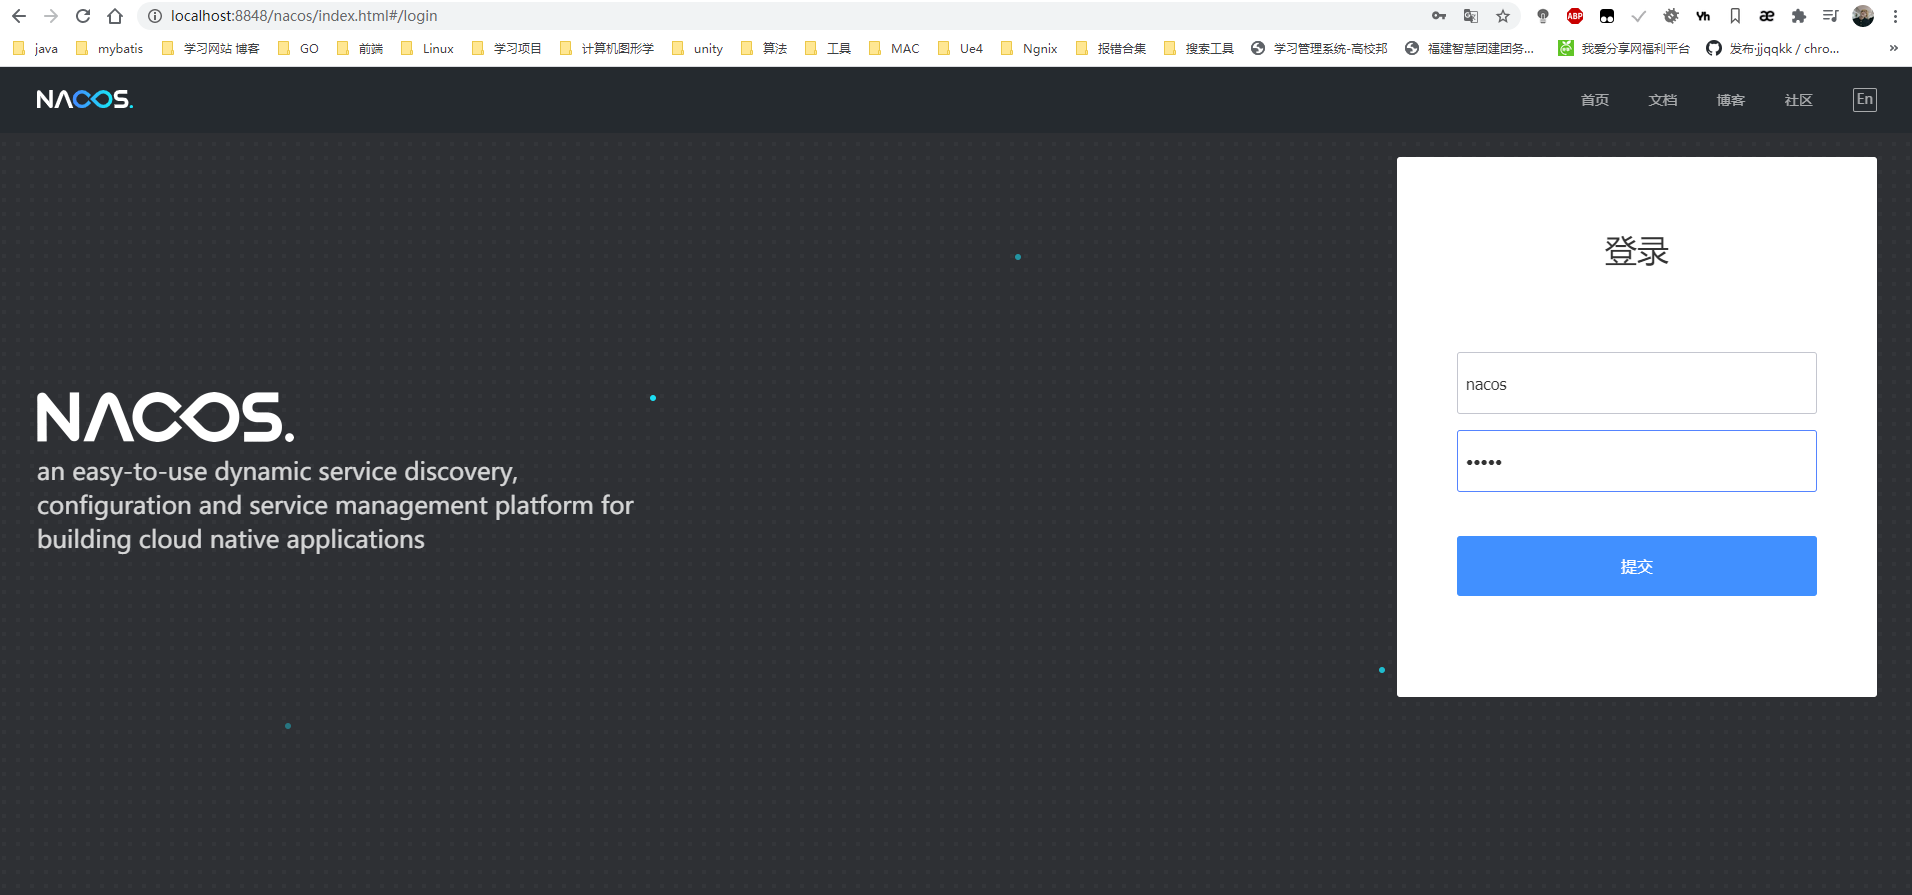 localhost:8848/nacos/index.html#/login
ABP
Yh
æ
java mybatis 学习网站 博客 GO 前端 Linux 学习项目 计算机图形学 unity 算法 工具 MAC Ue4 Ngnix 报错合集 搜索工具 学习管理系统-高校邦 福建智慧团建团务... 我爱分享网福利平台 发布·jjqqkk / chro... »
NACOS.
首页 文档 博客 社区 En
登录
nacos
•••••
提交
NACOS.
an easy-to-use dynamic service discovery,
configuration and service management platform for
building cloud native applications